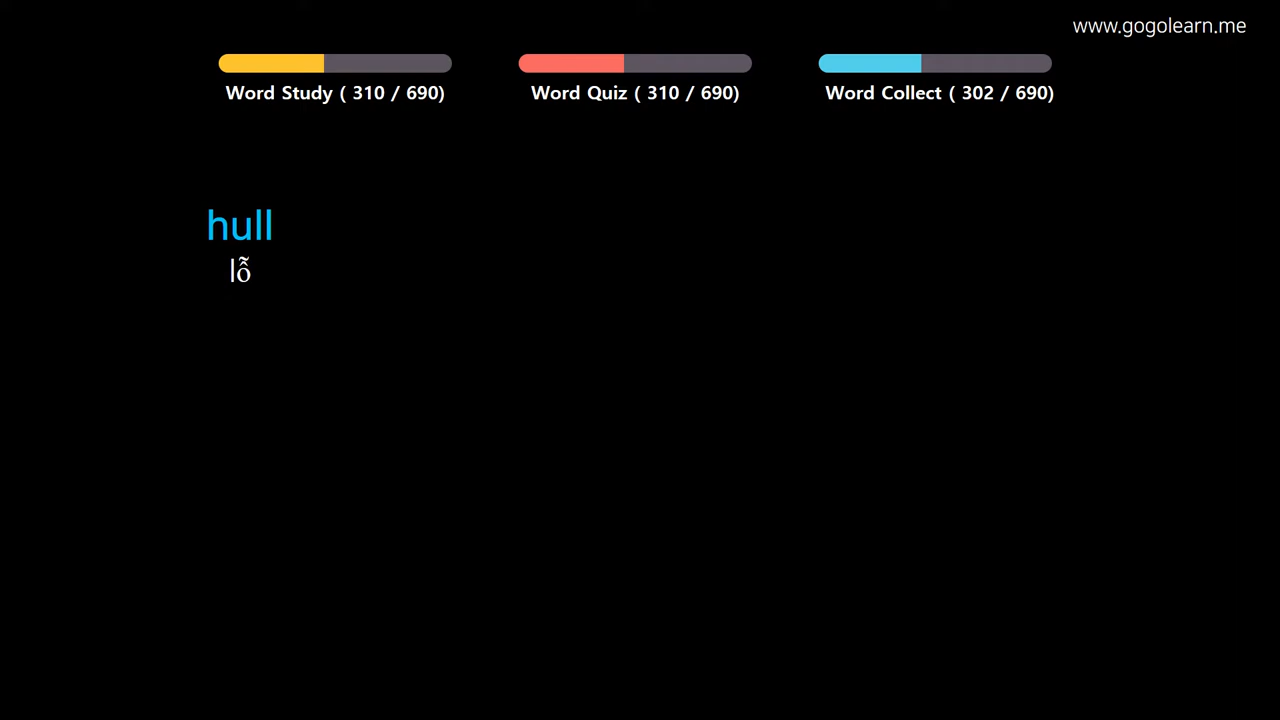 www.gogolearn.me
Word Study ( 310 / 690)
Word Quiz ( 310 / 690)
Word Collect ( 302 / 690)
hull
lỗ